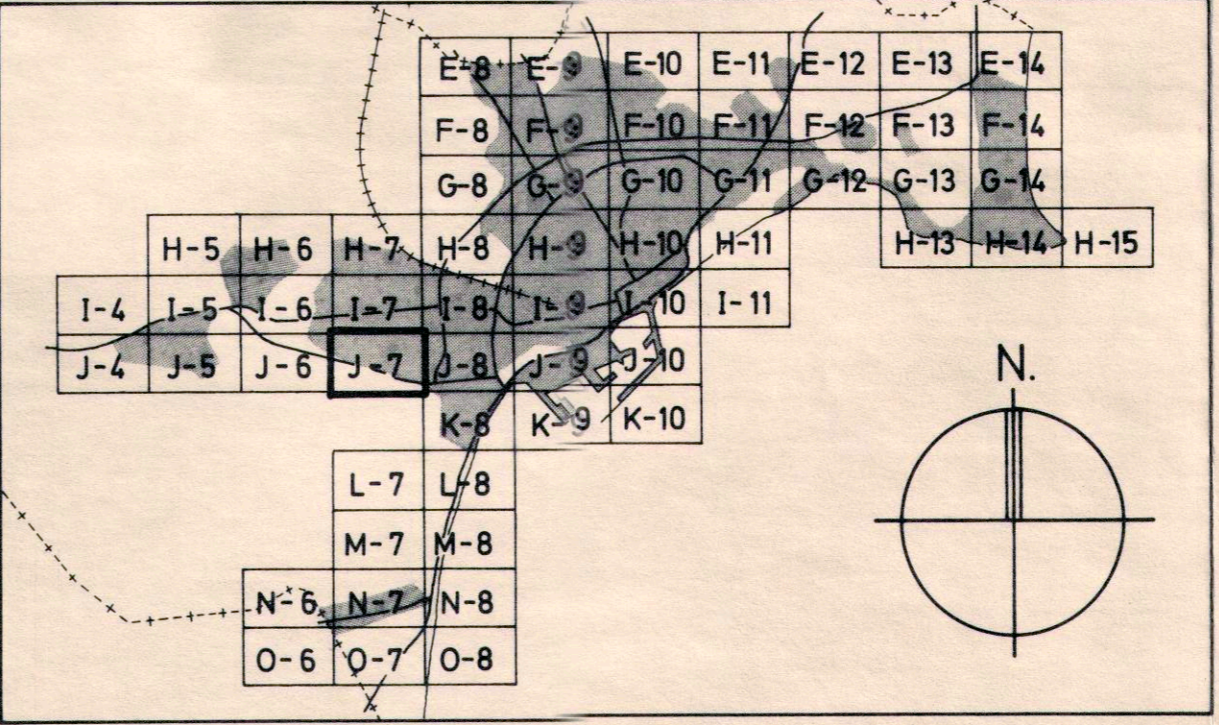 E-8 E-9 E-10 E-11 E-12 E-13 E-14
F-8 F-9 F-10 F-11 F-12 F-13 F-14
G-8 G-9 G-10 G-11 G-12 G-13 G-14
H-5 H-6 H-7 H-8 H-9 H-10 H-11 H-13 H-14 H-15
I-4 I-5 I-6 I-7 I-8 I-9 I-10 I-11
J-4 J-5 J-6 J-7 J-8 J-9 J-10
N.
K-8 K-9 K-10
L-7 L-8
M-7 M-8
N-6 N-7 N-8
O-6 O-7 O-8